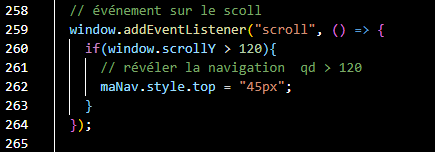 258 // événement sur le scoll
259 window.addEventListener("scroll", () => {
260 if(window.scrollY > 120){
261 // révéler la navigation  qd > 120
262 maNav.style.top = "45px";
263 }
264 });
265